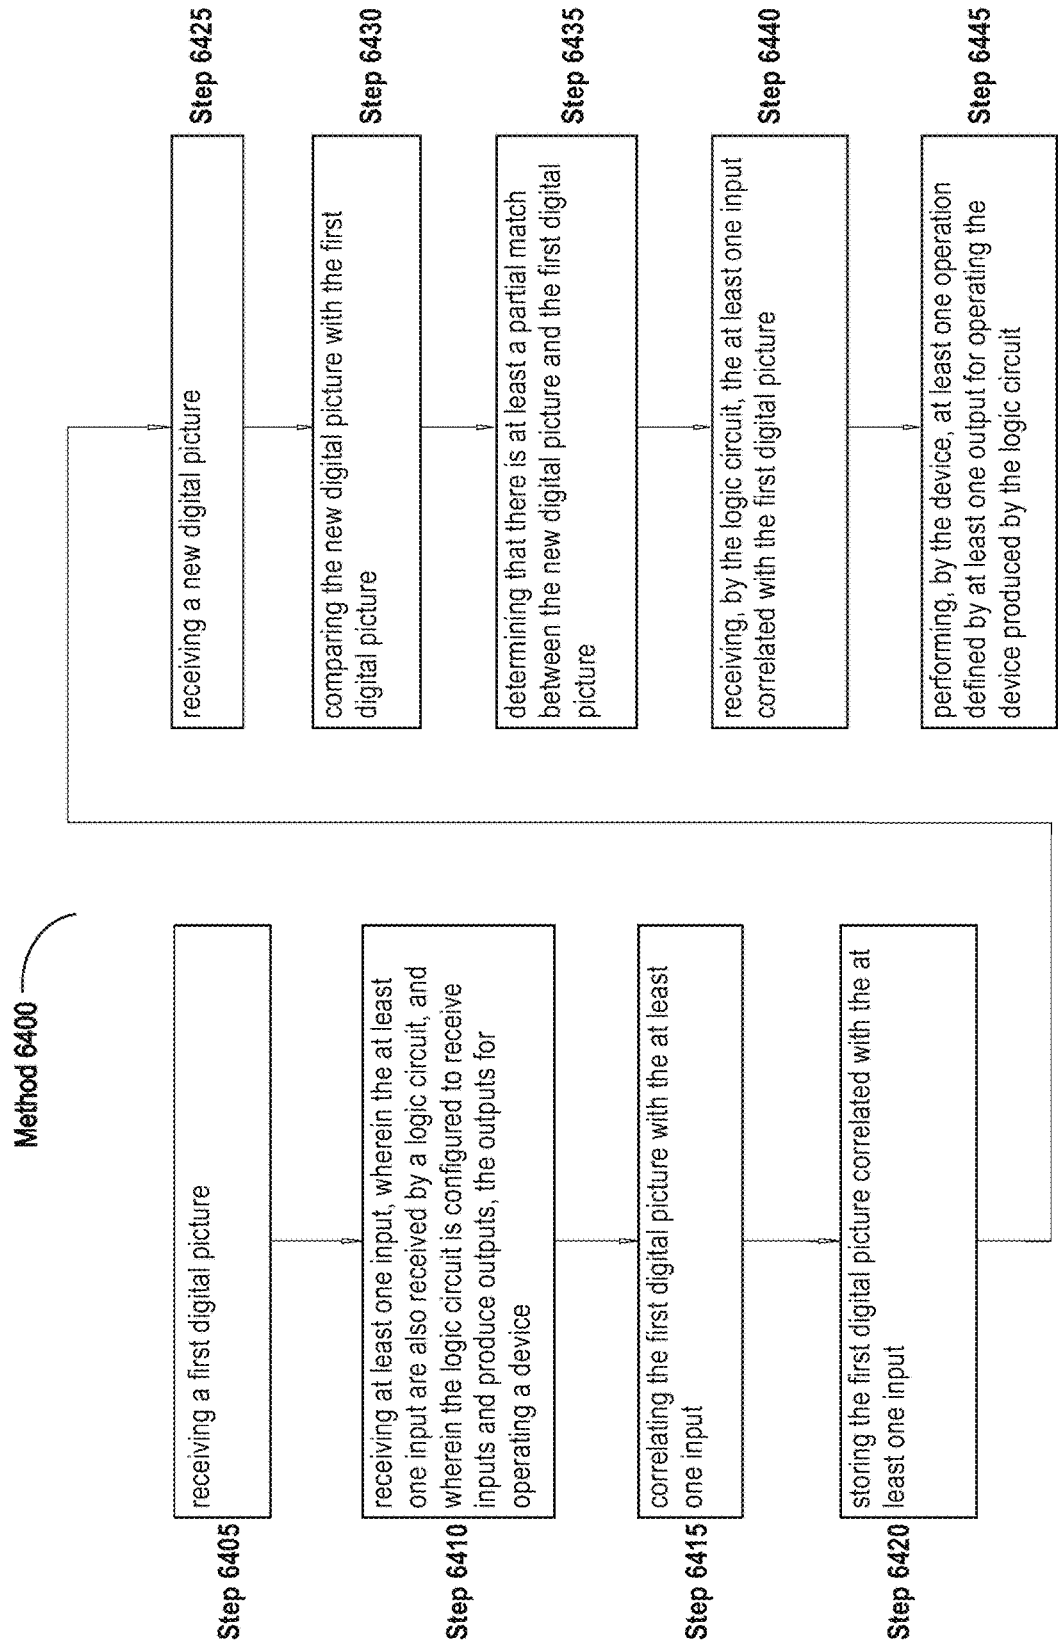 Method 6400
Step 6405
receiving a first digital picture
Step 6410
receiving at least one input, wherein the at least
one input are also received by a logic circuit, and
wherein the logic circuit is configured to receive
inputs and produce outputs, the outputs for
operating a device
Step 6415
correlating the first digital picture with the at least
one input
Step 6420
storing the first digital picture correlated with the at
least one input
Step 6425
receiving a new digital picture
Step 6430
comparing the new digital picture with the first
digital picture
Step 6435
determining that there is at least a partial match
between the new digital picture and the first digital
picture
Step 6440
receiving, by the logic circuit, the at least one input
correlated with the first digital picture
Step 6445
performing, by the device, at least one operation
defined by at least one output for operating the
device produced by the logic circuit